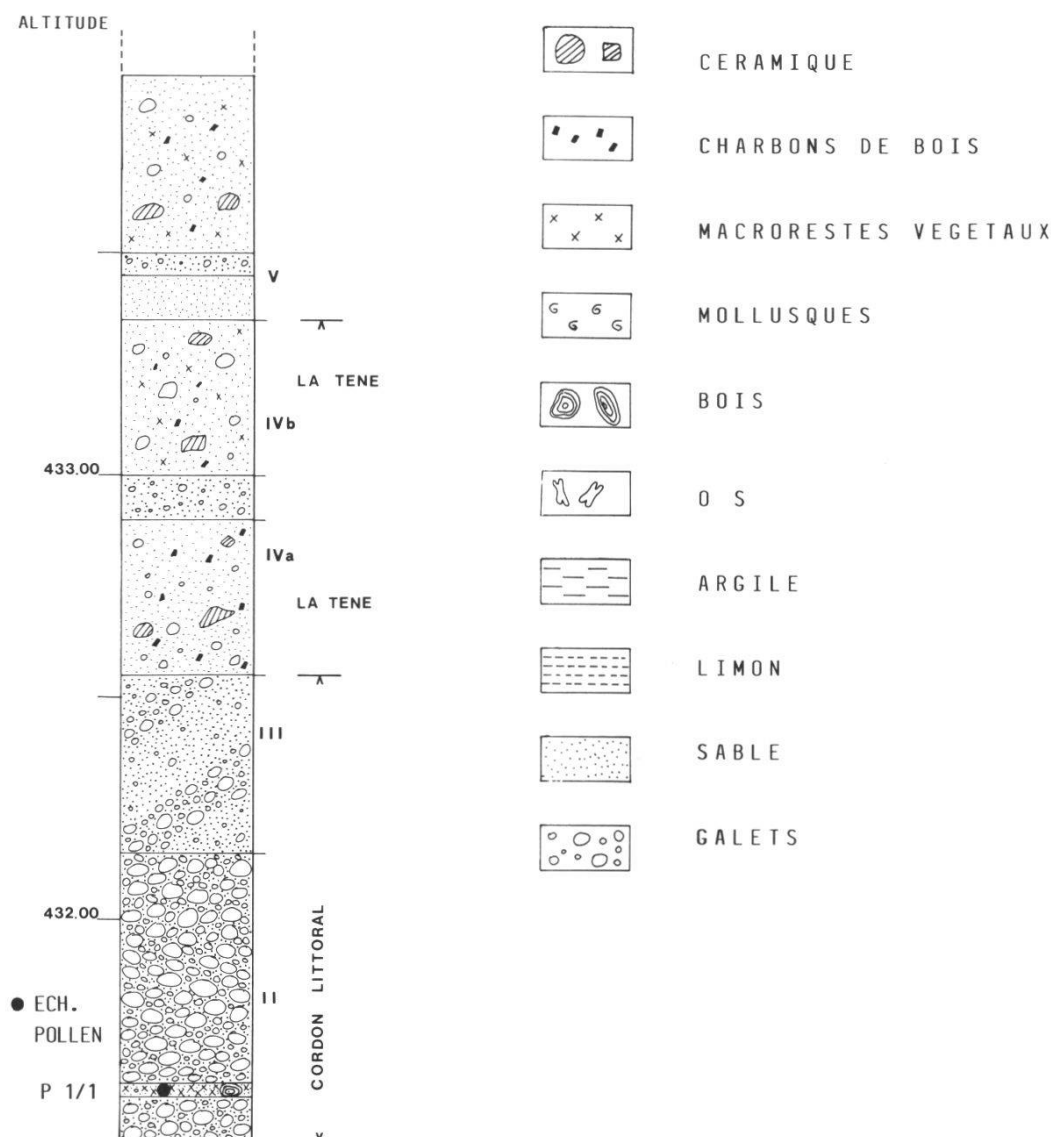 ALTITUDE
V
LA TENE
IVb
433.00
IVa
LA TENE
III
432.00
II
CORDON LITTORAL
ECH.
POLLEN
P 1/1
CERAMIQUE
CHARBONS DE BOIS
MACRORESTES VEGETAUX
MOLLUSQUES
BOIS
OS
ARGILE
LIMON
SABLE
GALETS